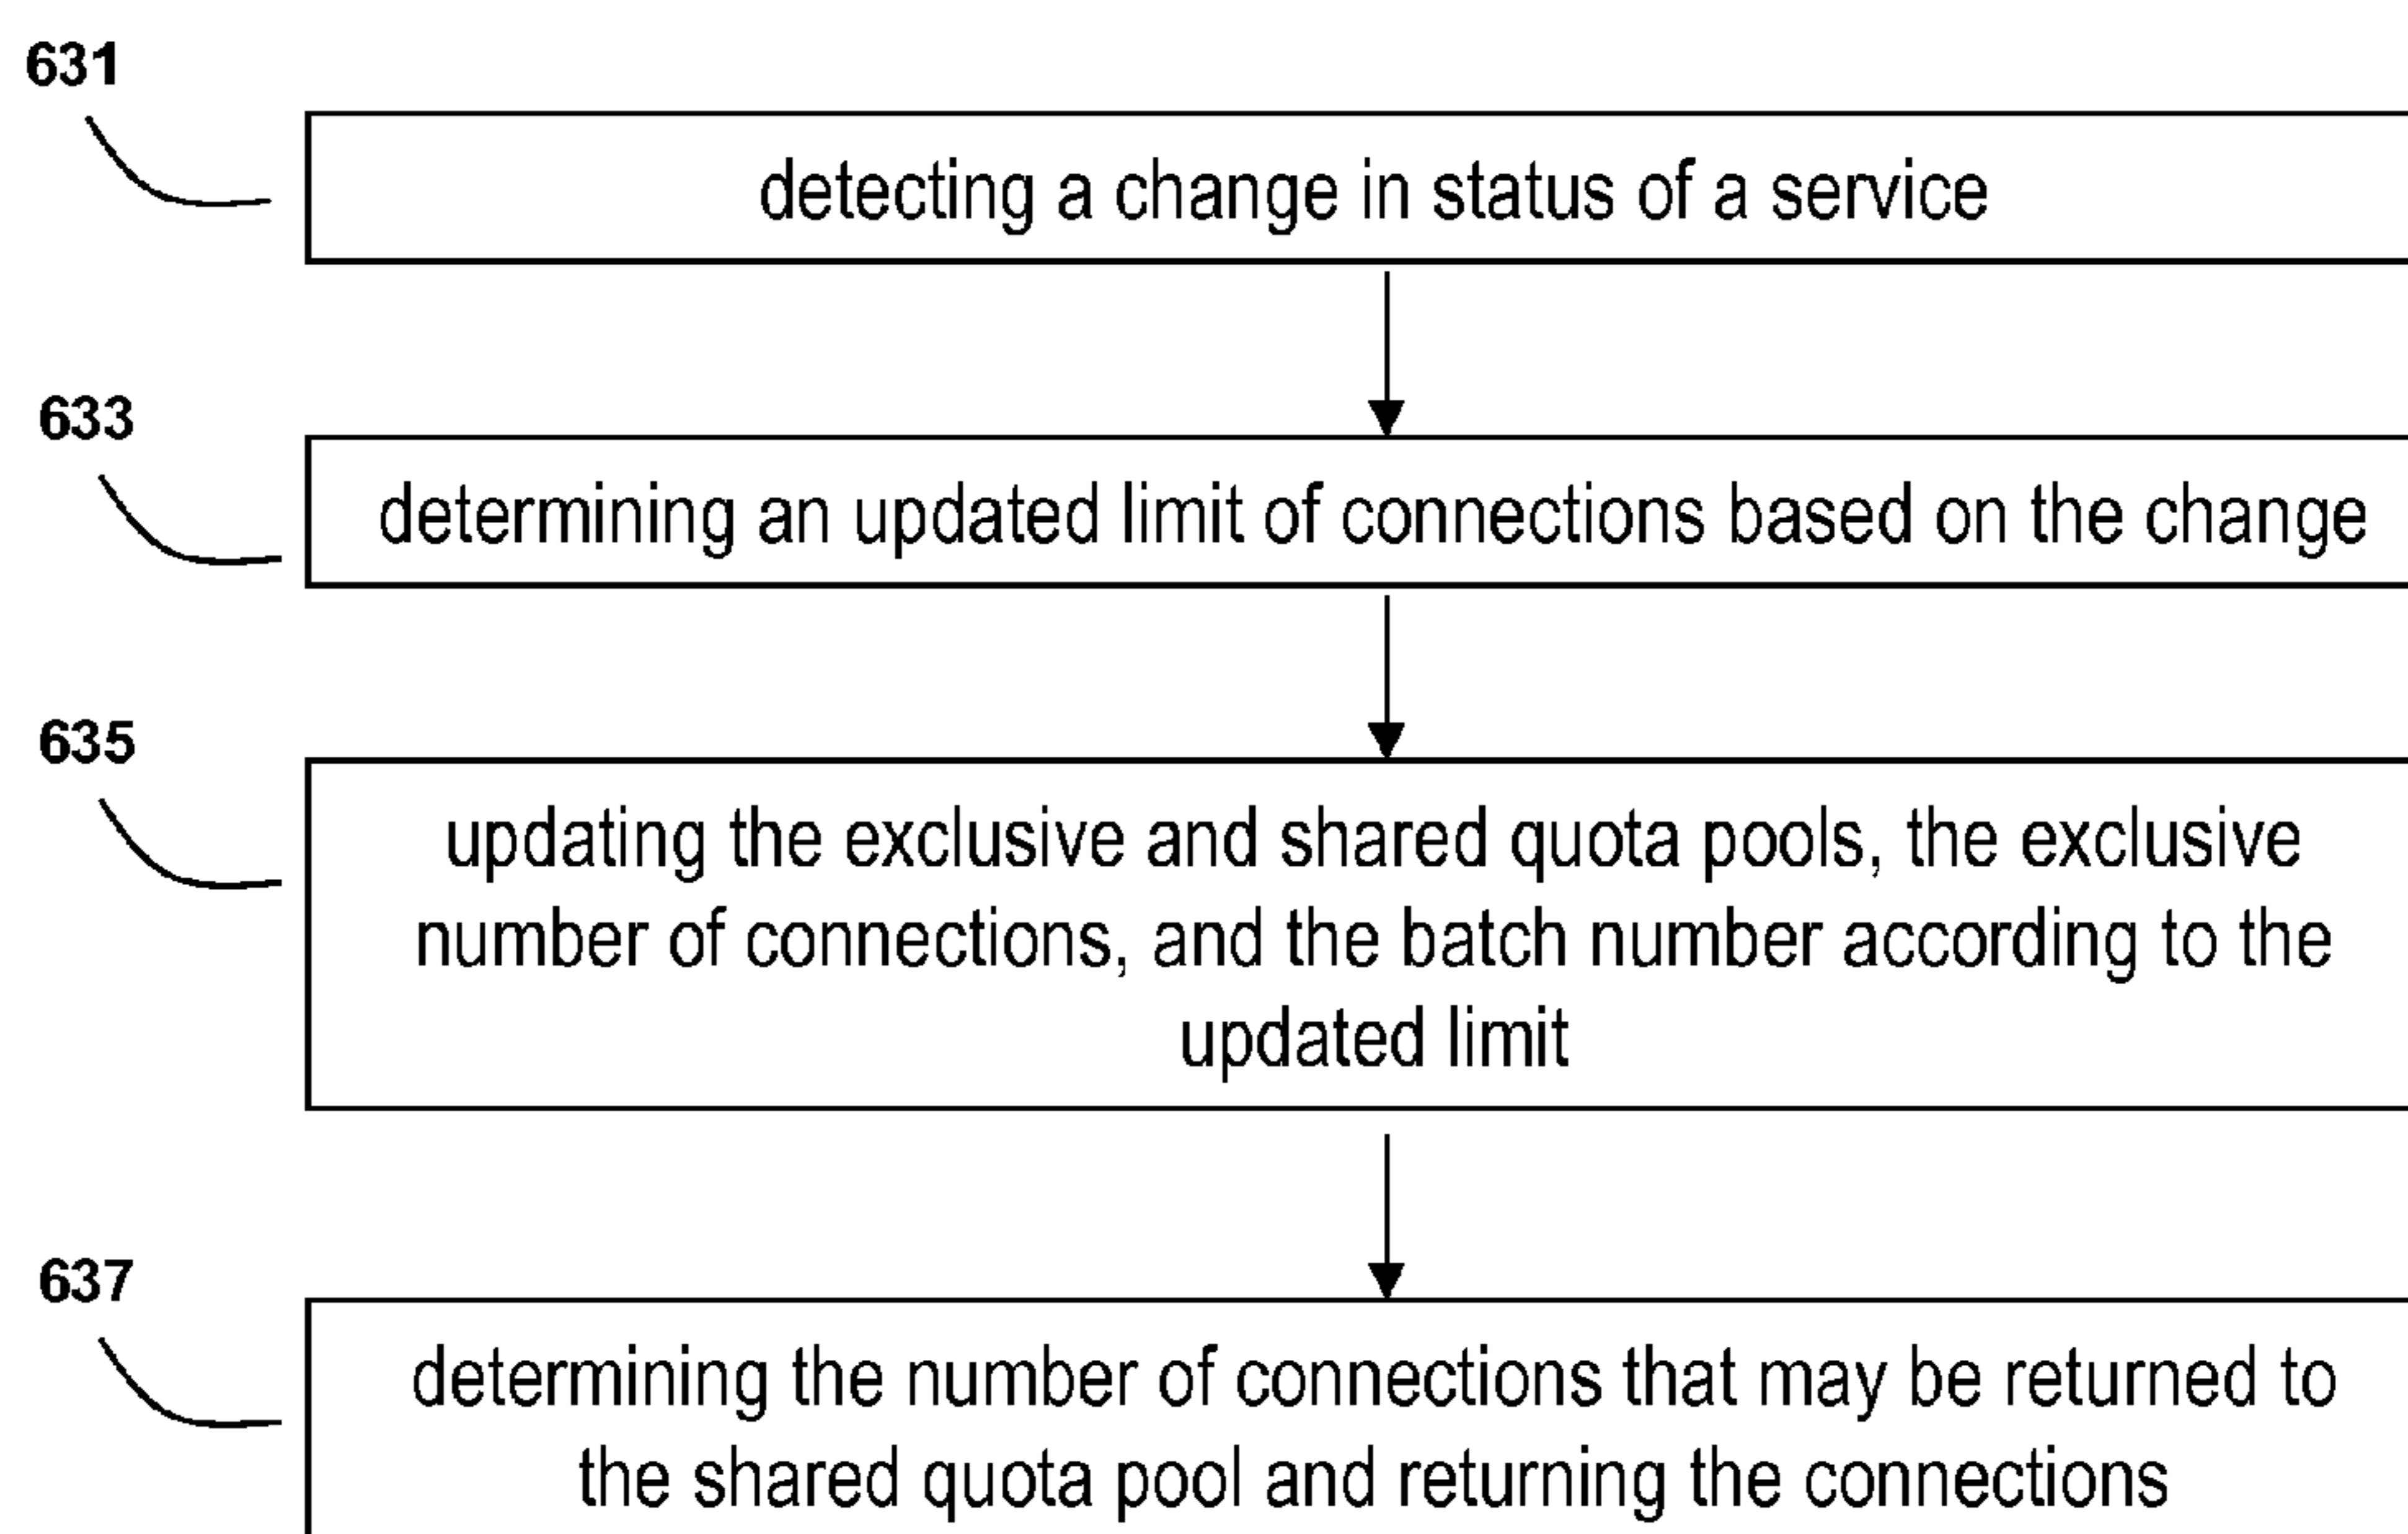 631
detecting a change in status of a service
633
determining an updated limit of connections based on the change
635
updating the exclusive and shared quota pools, the exclusive
number of connections, and the batch number according to the
updated limit
637
determining the number of connections that may be returned to
the shared quota pool and returning the connections